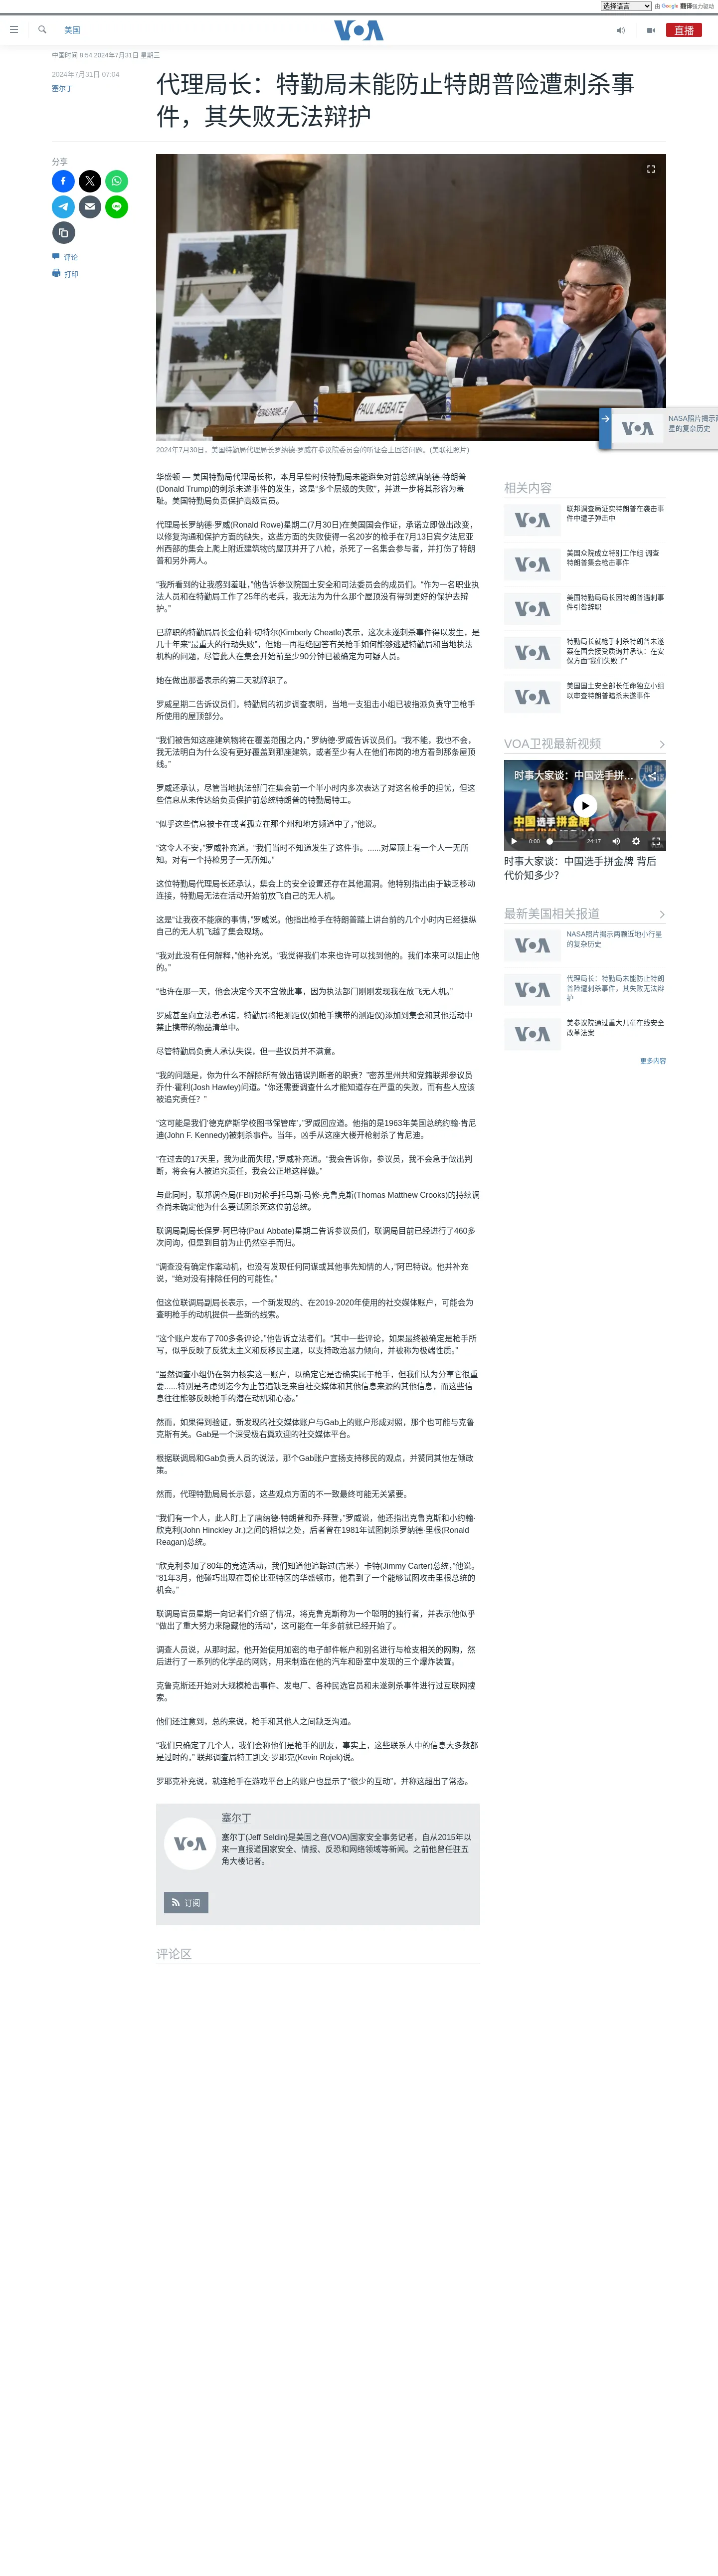 选择语言
由 Google 翻译强力驱动
美国
VOA
直播
中国时间 8:54 2024年7月31日 星期三
2024年7月31日 07:04
塞尔丁
代理局长：特勤局未能防止特朗普险遭刺杀事
件，其失败无法辩护
分享
评论
打印
RONALD ROWE, JR
PAUL ABBATE
2024年7月30日，美国特勤局代理局长罗纳德·罗威在参议院委员会的听证会上回答问题。(美联社照片)
VOA
NASA照片揭示
星的复杂历史
华盛顿 — 美国特勤局代理局长称，本月早些时候特勤局未能避免对前总统唐纳德·特朗普
(Donald Trump)的刺杀未遂事件的发生，这是“多个层级的失败”，并进一步将其形容为羞
耻。美国特勤局负责保护高级官员。
代理局长罗纳德·罗威(Ronald Rowe)星期二(7月30日)在美国国会作证，承诺立即做出改变，
以修复沟通和保护方面的缺失，这些方面的失败使得一名20岁的枪手在7月13日宾夕法尼亚
州西部的集会上爬上附近建筑物的屋顶并开了八枪，杀死了一名集会参与者，并打伤了特朗
普和另外两人。
“我所看到的让我感到羞耻，”他告诉参议院国土安全和司法委员会的成员们。“作为一名职业执
法人员和在特勤局工作了25年的老兵，我无法为为什么那个屋顶没有得到更好的保护去辩
护。”
已辞职的特勤局局长金伯莉·切特尔(Kimberly Cheatle)表示，这次未遂刺杀事件得以发生，是
几十年来“最重大的行动失败”，但她一再拒绝回答有关枪手如何能够逃避特勤局和当地执法
机构的问题，尽管此人在集会开始前至少90分钟已被确定为可疑人员。
她在做出那番表示的第二天就辞职了。
罗威星期二告诉议员们，特勤局的初步调查表明，当地一支狙击小组已被指派负责守卫枪手
所使用的屋顶部分。
“我们被告知这座建筑物将在覆盖范围之内，” 罗纳德·罗威告诉议员们。“我不能，我也不会，
我无法明白为什么没有更好覆盖到那座建筑，或者至少有人在他们布岗的地方看到那条屋顶
线。”
罗威还承认，尽管当地执法部门在集会前一个半小时内多次表达了对这名枪手的担忧，但这
些信息从未传达给负责保护前总统特朗普的特勤局特工。
“似乎这些信息被卡在或者孤立在那个州和地方频道中了，”他说。
“这令人不安，”罗威补充道。“我们当时不知道发生了这件事。......对屋顶上有一个人一无所
知。对有一个持枪男子一无所知。”
这位特勤局代理局长还承认，集会上的安全设置还存在其他漏洞。他特别指出由于缺乏移动
连接，特勤局无法在活动开始前放飞自己的无人机。
这是“让我夜不能寐的事情，”罗威说。他指出枪手在特朗普踏上讲台前的几个小时内已经操纵
自己的无人机飞越了集会现场。
“我对此没有任何解释，”他补充道。“我觉得我们本来也许可以找到他的。我们本来可以阻止他
的。”
“也许在那一天，他会决定今天不宜做此事，因为执法部门刚刚发现我在放飞无人机。”
罗威甚至向立法者承诺，特勤局将把测距仪(如枪手携带的测距仪)添加到集会和其他活动中
禁止携带的物品清单中。
尽管特勤局负责人承认失误，但一些议员并不满意。
“我的问题是，你为什么不解除所有做出错误判断者的职责？”密苏里州共和党籍联邦参议员
乔什·霍利(Josh Hawley)问道。“你还需要调查什么才能知道存在严重的失败，而有些人应该
被追究责任？”
“这可能是我们‘德克萨斯学校图书保管库’，”罗威回应道。他指的是1963年美国总统约翰·肯尼
迪(John F. Kennedy)被刺杀事件。当年，凶手从这座大楼开枪射杀了肯尼迪。
“在过去的17天里，我为此而失眠，”罗威补充道。“我会告诉你，参议员，我不会急于做出判
断，将会有人被追究责任，我会公正地这样做。”
与此同时，联邦调查局(FBI)对枪手托马斯·马修·克鲁克斯(Thomas Matthew Crooks)的持续调
查尚未确定他为什么要试图杀死这位前总统。
联调局副局长保罗·阿巴特(Paul Abbate)星期二告诉参议员们，联调局目前已经进行了460多
次问询，但是到目前为止仍然空手而归。
“调查没有确定作案动机，也没有发现任何同谋或其他事先知情的人，”阿巴特说。他并补充
说，“绝对没有排除任何的可能性。”
但这位联调局副局长表示，一个新发现的、在2019-2020年使用的社交媒体账户，可能会为
查明枪手的动机提供一些新的线索。
“这个账户发布了700多条评论，”他告诉立法者们。“其中一些评论，如果最终被确定是枪手所
写，似乎反映了反犹太主义和反移民主题，以支持政治暴力倾向，并被称为极端性质。”
“虽然调查小组仍在努力核实这一账户，以确定它是否确实属于枪手，但我们认为分享它很重
要......特别是考虑到迄今为止普遍缺乏来自社交媒体和其他信息来源的其他信息，而这些信
息往往能够反映枪手的潜在动机和心态。”
然而，如果得到验证，新发现的社交媒体账户与Gab上的账户形成对照，那个也可能与克鲁
克斯有关。Gab是一个深受极右翼欢迎的社交媒体平台。
根据联调局和Gab负责人员的说法，那个Gab账户宣扬支持移民的观点，并赞同其他左倾政
策。
然而，代理特勤局局长示意，这些观点方面的不一致最终可能无关紧要。
“我们有一个人，此人盯上了唐纳德·特朗普和乔·拜登，”罗威说，他还指出克鲁克斯和小约翰·
欣克利(John Hinckley Jr.)之间的相似之处，后者曾在1981年试图刺杀罗纳德·里根(Ronald
Reagan)总统。
“欣克利参加了80年的竞选活动，我们知道他追踪过(吉米·）卡特(Jimmy Carter)总统，”他说。
“81年3月，他碰巧出现在哥伦比亚特区的华盛顿市，他看到了一个能够试图攻击里根总统的
机会。”
联调局官员星期一向记者们介绍了情况，将克鲁克斯称为一个聪明的独行者，并表示他似乎
“做出了重大努力来隐藏他的活动”，这可能在一年多前就已经开始了。
调查人员说，从那时起，他开始使用加密的电子邮件帐户和别名进行与枪支相关的网购，然
后进行了一系列的化学品的网购，用来制造在他的汽车和卧室中发现的三个爆炸装置。
克鲁克斯还开始对大规模枪击事件、发电厂、各种民选官员和未遂刺杀事件进行过互联网搜
索。
他们还注意到，总的来说，枪手和其他人之间缺乏沟通。
“我们只确定了几个人，我们会称他们是枪手的朋友，事实上，这些联系人中的信息大多数都
是过时的，” 联邦调查局特工凯文·罗耶克(Kevin Rojek)说。
罗耶克补充说，就连枪手在游戏平台上的账户也显示了“很少的互动”，并称这超出了常态。
VOA
塞尔丁
塞尔丁(Jeff Seldin)是美国之音(VOA)国家安全事务记者，自从2015年以
来一直报道国家安全、情报、反恐和网络领域等新闻。之前他曾任驻五
角大楼记者。
订阅
评论区
相关内容
VOA
联邦调查局证实特朗普在袭击事
件中遭子弹击中
VOA
美国众院成立特别工作组 调查
特朗普集会枪击事件
VOA
美国特勤局局长因特朗普遇刺事
件引咎辞职
VOA
特勤局长就枪手刺杀特朗普未遂
案在国会接受质询并承认：在安
保方面“我们失败了”
VOA
美国国土安全部长任命独立小组
以审查特朗普暗杀未遂事件
VOA卫视最新视频
时事大家谈：中国选手拼...
中国选手拼金牌
0:00
24:17
时事大家谈：中国选手拼金牌 背后
代价知多少？
最新美国相关报道
VOA
NASA照片揭示两颗近地小行星
的复杂历史
VOA
代理局长：特勤局未能防止特朗
普险遭刺杀事件，其失败无法辩
护
VOA
美参议院通过重大儿童在线安全
改革法案
更多内容